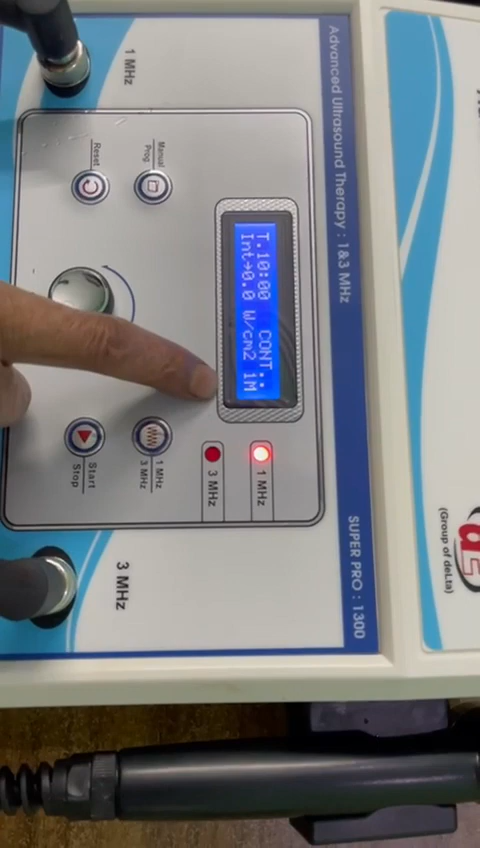 Advanced Ultrasound Therapy : 1&3 MHz
SUPER PRO : 1300
(Group of deLta)
T.10:00 CONT..
Int→0.0 W/cm2 1M
1 MHz
3 MHz
Manual
Prog.
Reset
1 MHz
3 MHz
Start
Stop
1 MHz
3 MHz